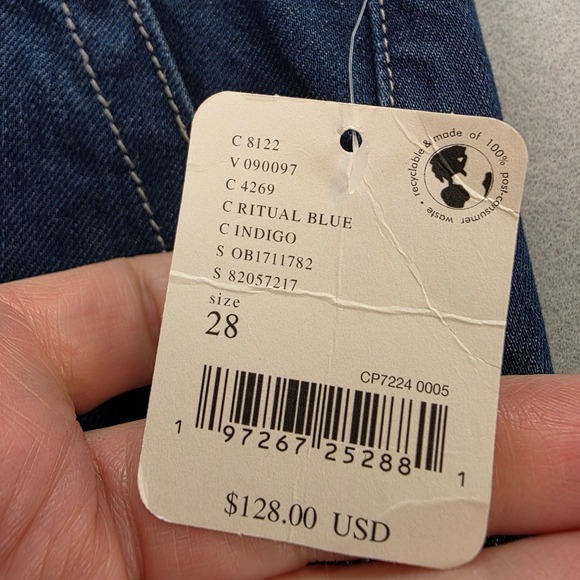 C 8122
V 090097
C 4269
C RITUAL BLUE
C INDIGO
S OB1711782
S 82057217
size
28
recyclable & made of 100% post-consumer waste •
CP7224 0005
1 97267 25288 1
$128.00 USD